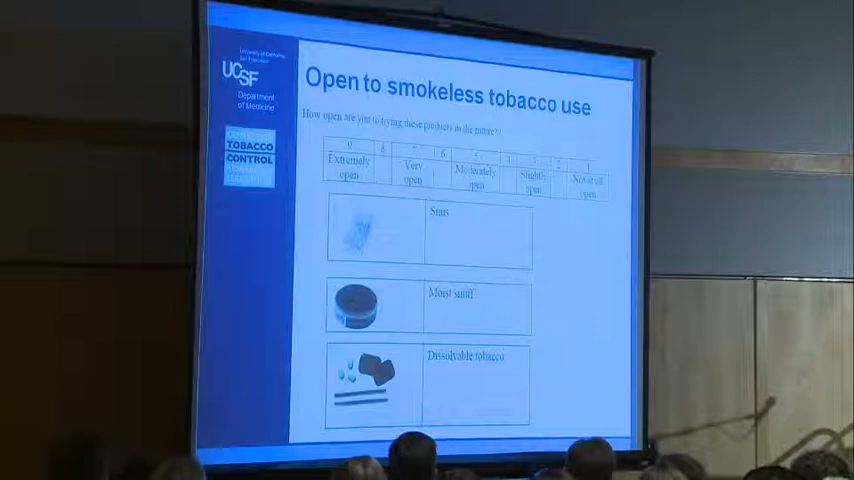 University of California
San Francisco
UCSF
Department
of Medicine
TOBACCO
CONTROL
Open to smokeless tobacco use
How open are you to trying these products in the future?
9 8 7 6 5 4 3 2 1
Extremely open
Very open
Moderately open
Slightly open
Not at all open
Snus
Moist snuff
Dissolvable tobacco